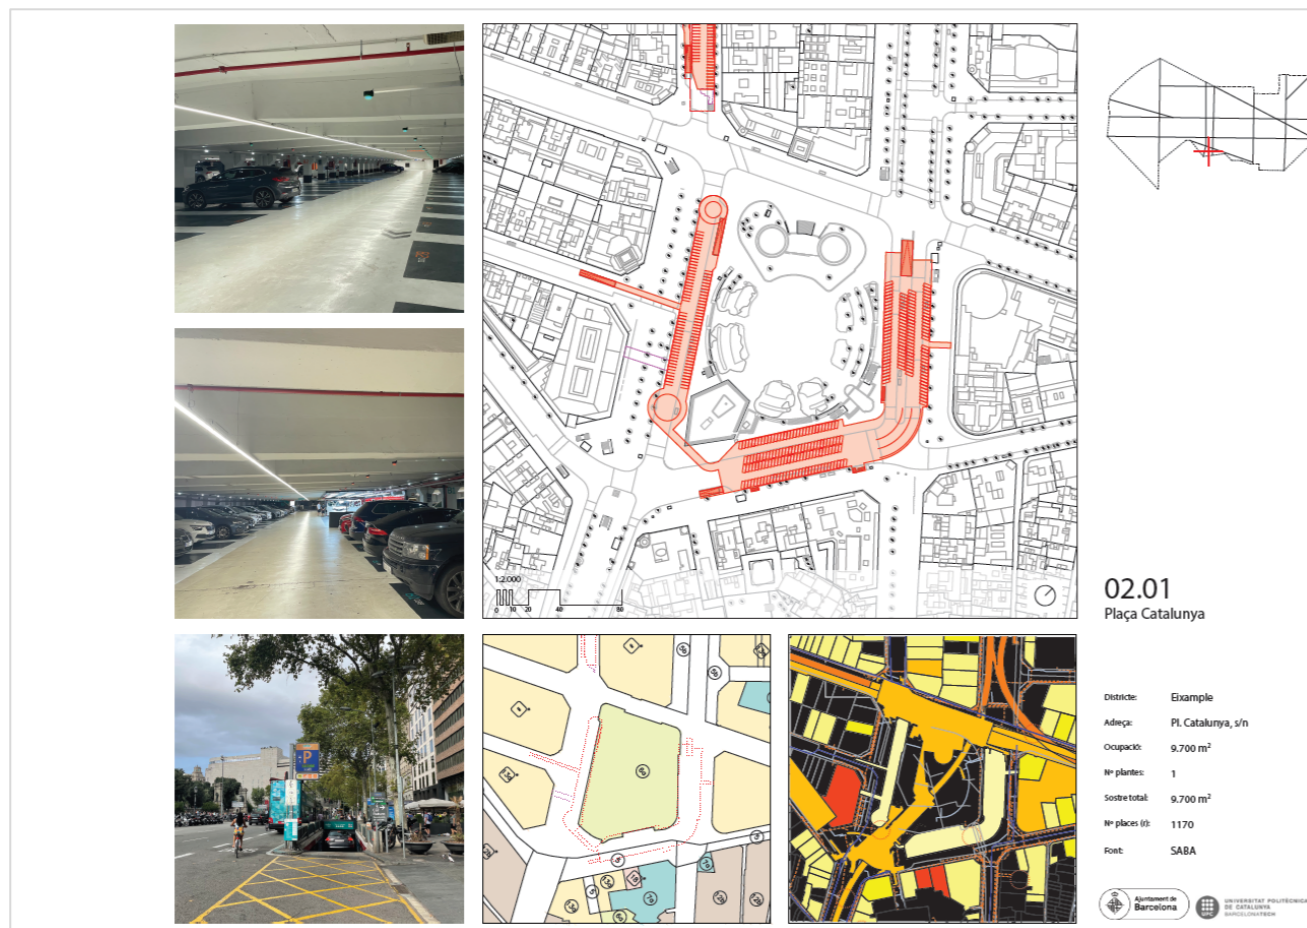 1:2.000
0 10 20 40 80
P
02.01
Plaça Catalunya
Districte: Eixample
Adreça: Pl. Catalunya, s/n
Ocupació: 9.700 m²
Nº plantes: 1
Sostre total: 9.700 m²
Nº places (t): 1170
Font: SABA
Ajuntament de
Barcelona
UPC
UNIVERSITAT POLITÈCNICA
DE CATALUNYA
BARCELONATECH